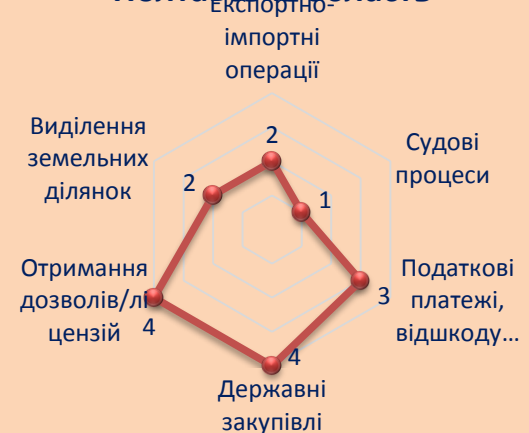 Експортно-
імпортні
операції
2
Судові
процеси
1
Податкові
платежі,
відшкоду...
3
4
Державні
закупівлі
Отримання
дозволів/лі
цензій
4
Виділення
земельних
ділянок
2